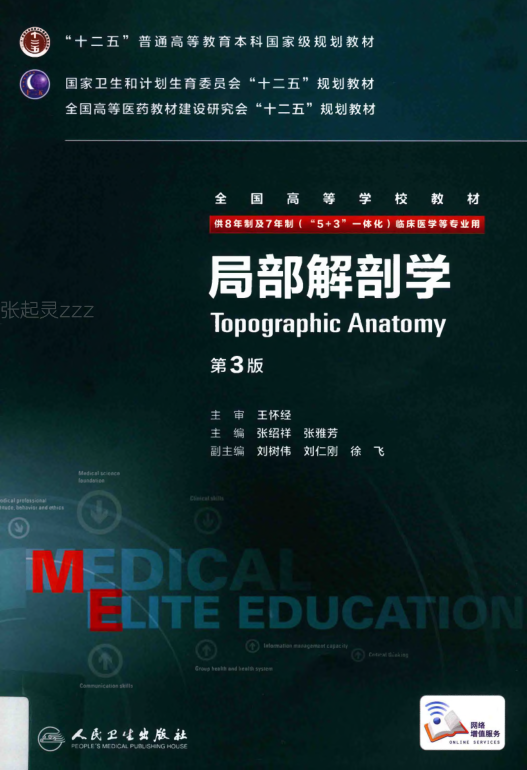 “十二五”普通高等教育本科国家级规划教材
国家卫生和计划生育委员会“十二五”规划教材
全国高等医药教材建设研究会“十二五”规划教材
全国高等学校教材
供8年制及7年制（“5+3”一体化）临床医学等专业用
局部解剖学
张起灵zzz
Topographic Anatomy
第3版
主 审 王怀经
主 编 张绍祥 张雅芳
副主编 刘树伟 刘仁刚 徐 飞
Medical science
foundation
Clinical skills
MEDICAL
ELITE EDUCATION
Information management capacity
Critical thinking
Group health and health system
Communication skills
人民卫生出版社
PEOPLE'S MEDICAL PUBLISHING HOUSE
网络
增值服务
ONLINE SERVICES